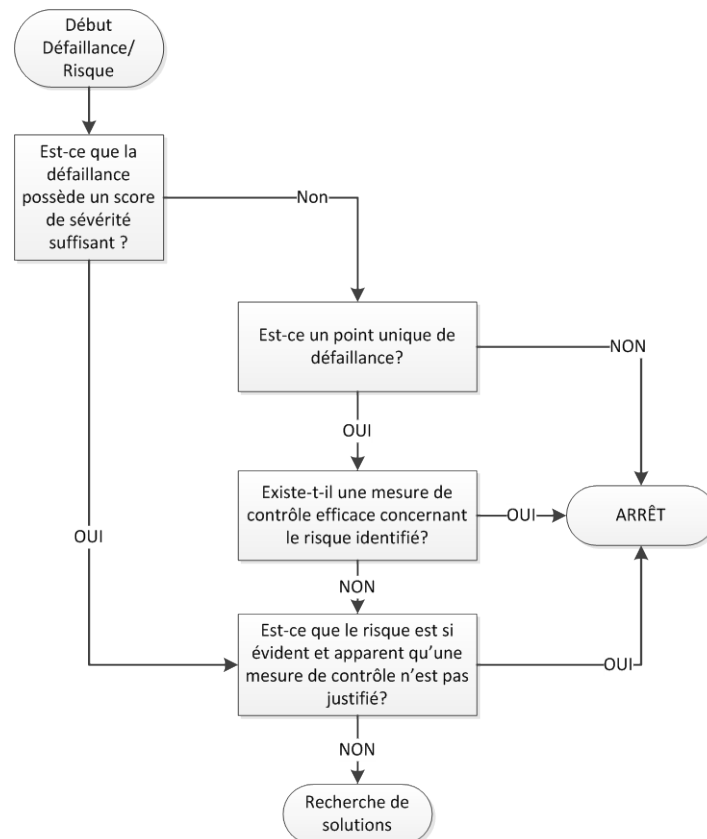 Début
Défaillance/
Risque
Est-ce que la
défaillance
possède un score
de sévérité
suffisant ?
Non
Est-ce un point unique de
défaillance?
NON
OUI
Existe-t-il une mesure de
contrôle efficace concernant
le risque identifié?
OUI
ARRÊT
OUI
NON
Est-ce que le risque est si
évident et apparent qu’une
mesure de contrôle n’est pas
justifié?
OUI
NON
Recherche de
solutions